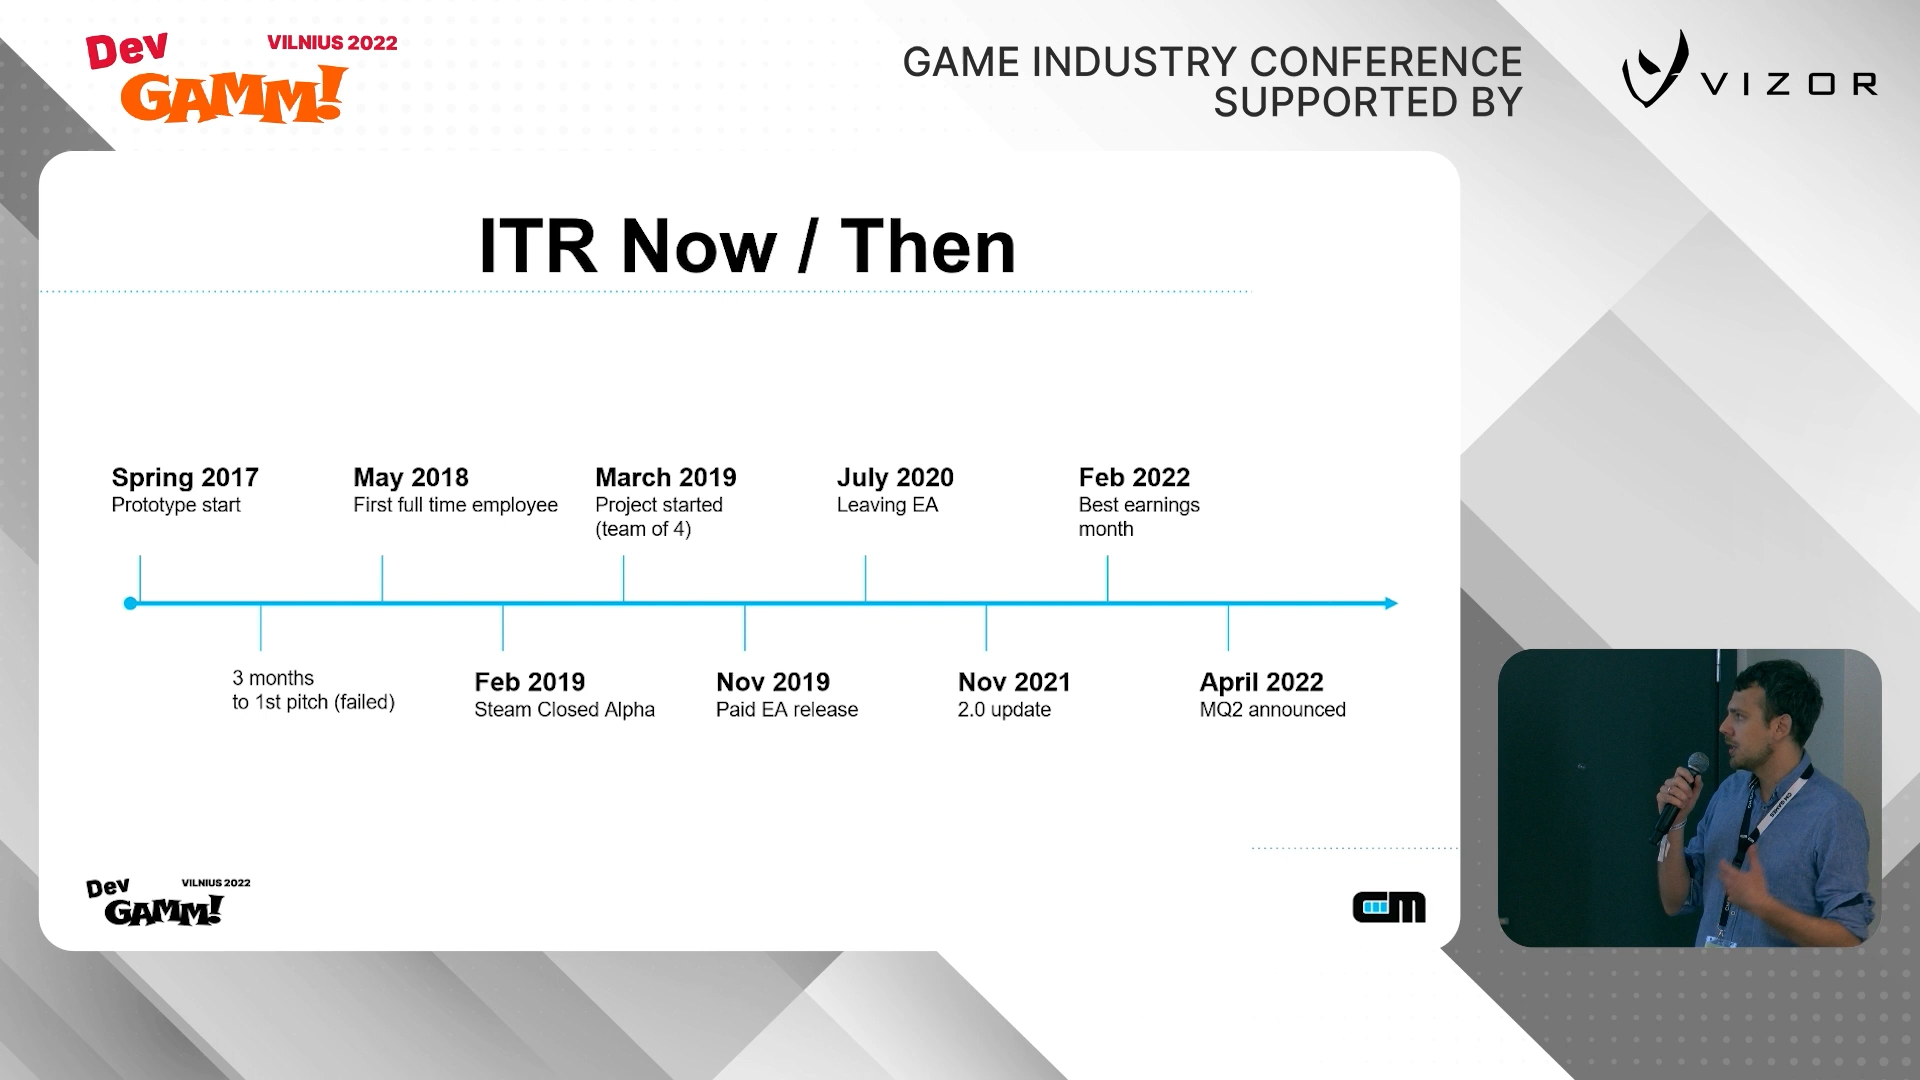 Dev
GAMM!
VILNIUS 2022
GAME INDUSTRY CONFERENCE
SUPPORTED BY
VIZOR
ITR Now / Then
Spring 2017
Prototype start
May 2018
First full time employee
March 2019
Project started
(team of 4)
July 2020
Leaving EA
Feb 2022
Best earnings
month
3 months
to 1st pitch (failed)
Feb 2019
Steam Closed Alpha
Nov 2019
Paid EA release
Nov 2021
2.0 update
April 2022
MQ2 announced
Dev
GAMM!
VILNIUS 2022